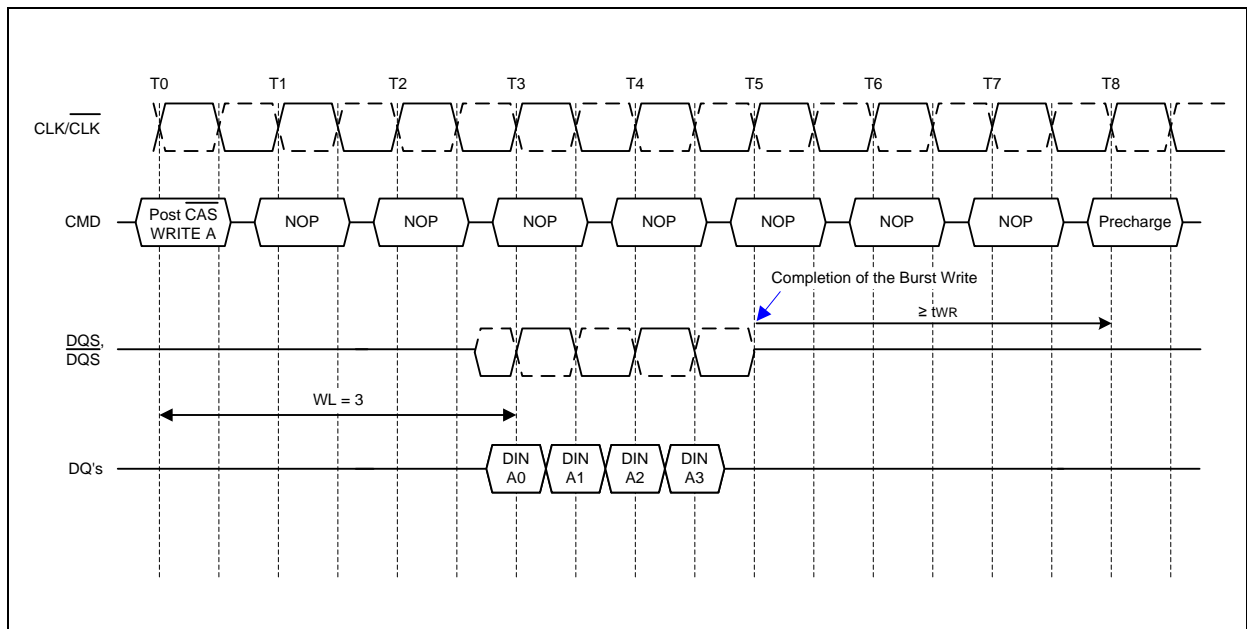 T0 T1 T2 T3 T4 T5 T6 T7 T8
CLK/CLK
CMD
Post CAS
WRITE A
NOP NOP NOP NOP NOP NOP NOP Precharge
Completion of the Burst Write
≥ tWR
DQS,
DQS
WL = 3
DQ's
DIN DIN DIN DIN
A0 A1 A2 A3